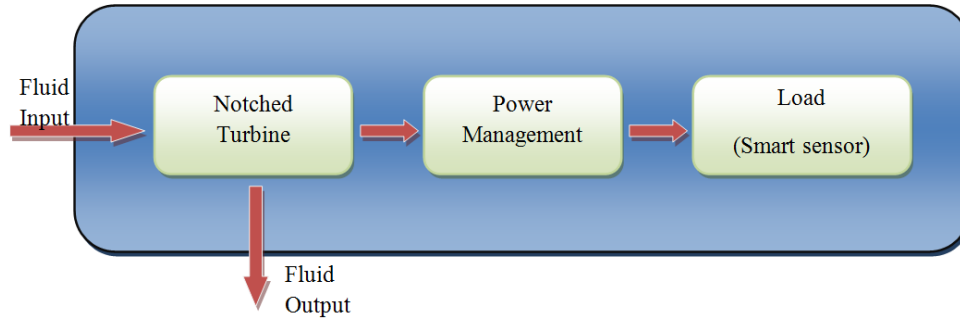 Fluid
Input
Notched
Turbine
Power
Management
Load
(Smart sensor)
Fluid
Output